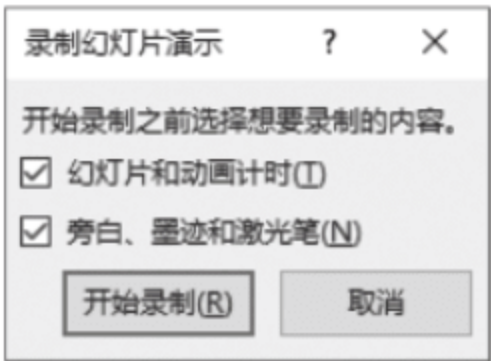 录制幻灯片演示 ? ×
开始录制之前选择想要录制的内容。
幻灯片和动画计时(T)
旁白、墨迹和激光笔(N)
开始录制(R) 取消